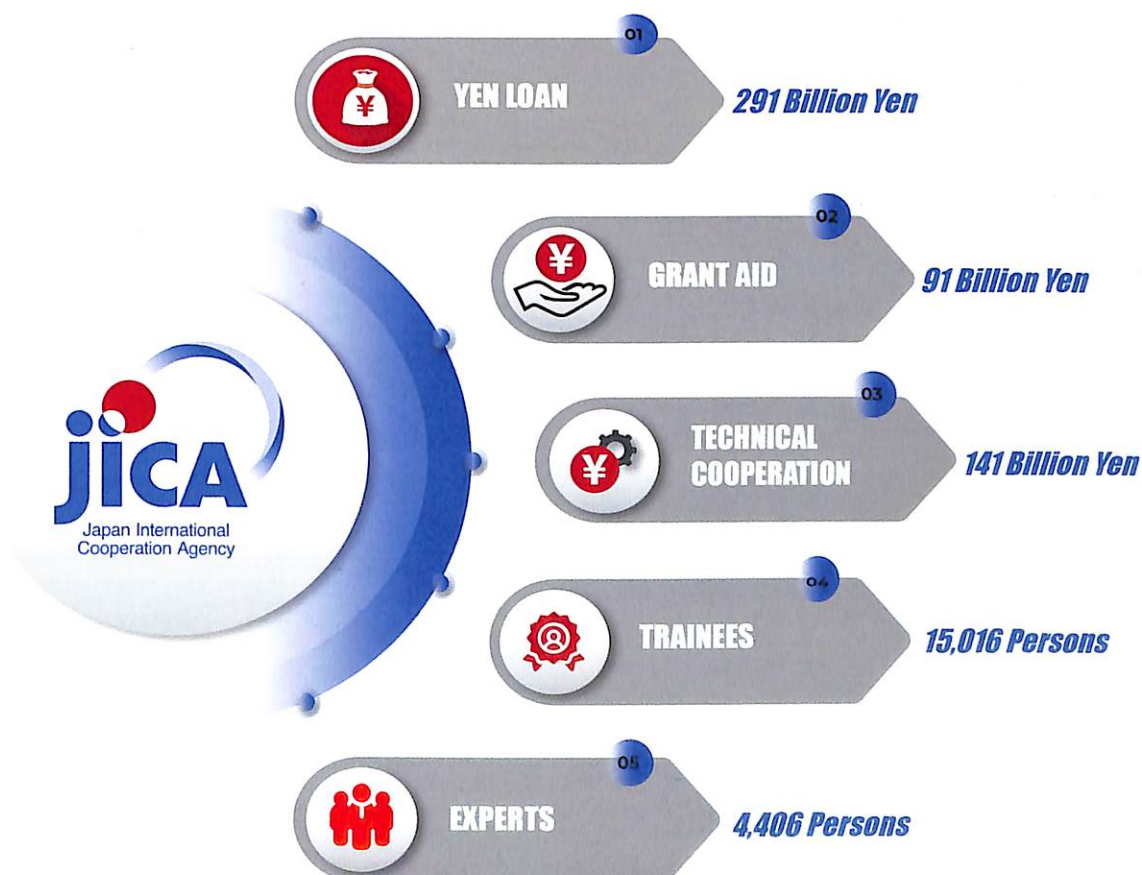 01
YEN LOAN
291 Billion Yen
02
GRANT AID
91 Billion Yen
03
TECHNICAL
COOPERATION
141 Billion Yen
jica
Japan International
Cooperation Agency
04
TRAINEES
15,016 Persons
05
EXPERTS
4,406 Persons